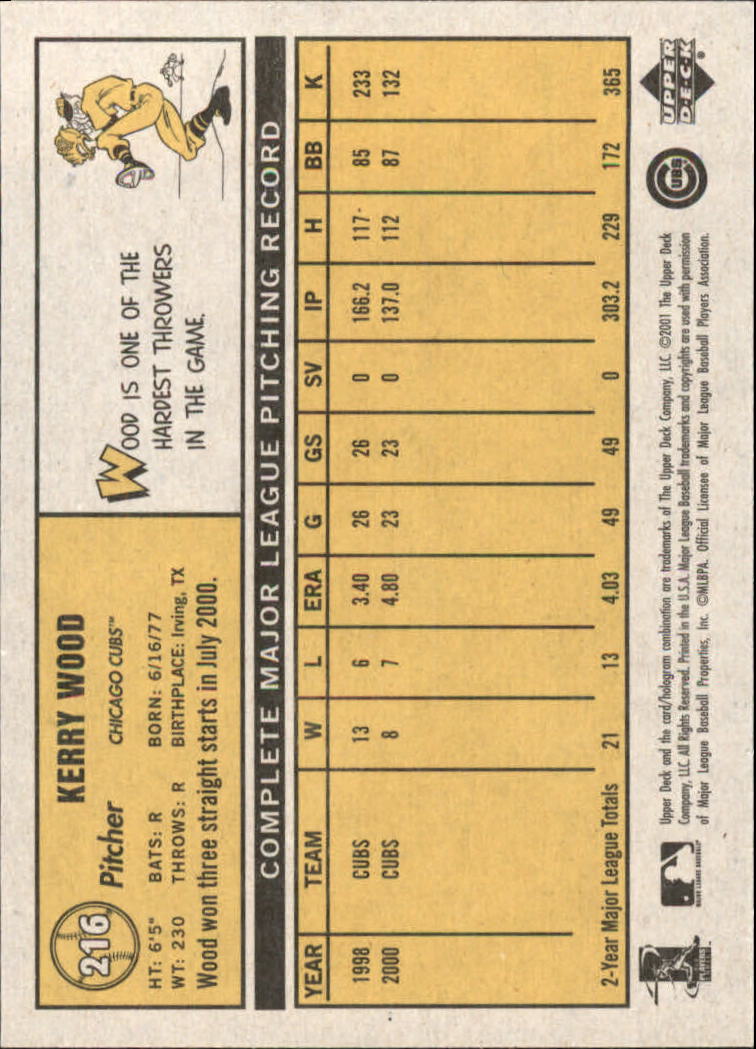 216
KERRY WOOD
Pitcher CHICAGO CUBS™
HT: 6'5" BATS: R BORN: 6/16/77
WT: 230 THROWS: R BIRTHPLACE: Irving, TX
Wood won three straight starts in July 2000.
WOOD IS ONE OF THE
HARDEST THROWERS
IN THE GAME.
COMPLETE MAJOR LEAGUE PITCHING RECORD
YEAR TEAM W L ERA G GS SV IP H BB K
1998 CUBS 13 6 3.40 26 26 0 166.2 117 85 233
2000 CUBS 8 7 4.80 23 23 0 137.0 112 87 132
2-Year Major League Totals 21 13 4.03 49 49 0 303.2 229 172 365
PLAYERS
MAJOR LEAGUE BASEBALL
Upper Deck and the card/hologram combination are trademarks of The Upper Deck Company, LLC. ©2001 The Upper Deck
Company, LLC. All Rights Reserved. Printed in the U.S.A. Major League Baseball trademarks and copyrights are used with permission
of Major League Baseball Properties, Inc. ©MLBPA. Official Licensee of Major League Baseball Players Association.
CUBS
UPPER
D·E·C·K
®